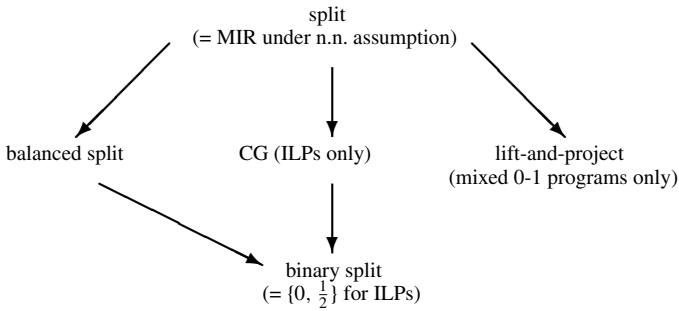 split
(= MIR under n.n. assumption)
balanced split
CG (ILPs only)
lift-and-project
(mixed 0-1 programs only)
binary split
(= {0, 1/2} for ILPs)